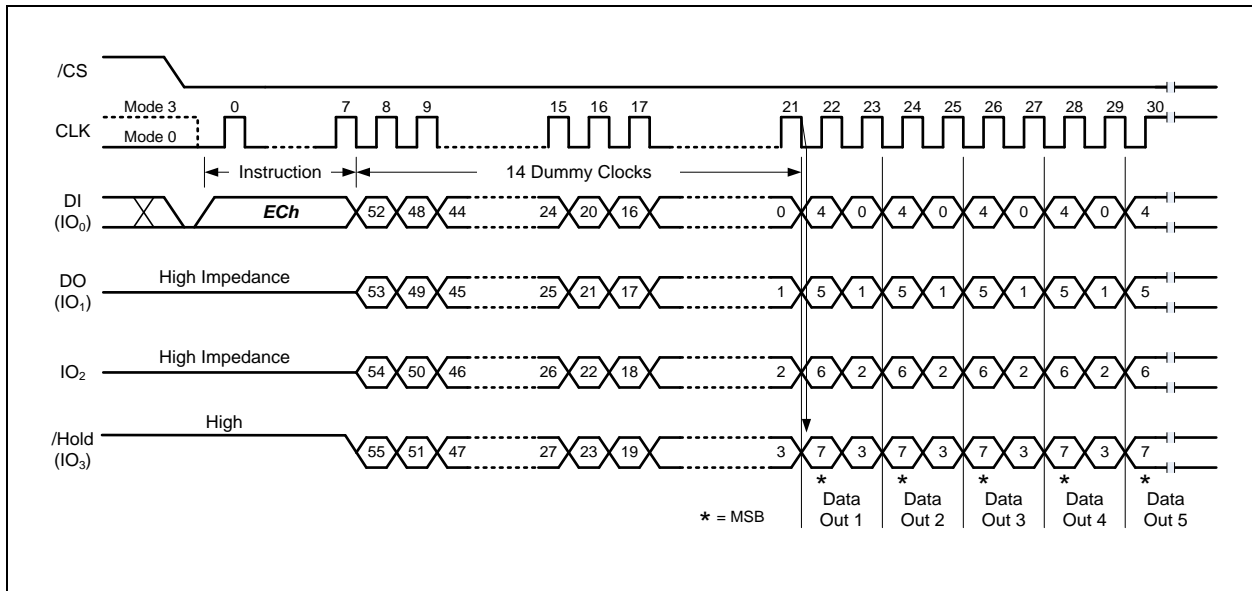 /CS
Mode 3 0 7 8 9 15 16 17 21 22 23 24 25 26 27 28 29 30
CLK Mode 0
Instruction 14 Dummy Clocks
DI
(IO₀) ECh 52 48 44 24 20 16 0 4 0 4 0 4 0 4 0 4
DO
(IO₁) High Impedance 53 49 45 25 21 17 1 5 1 5 1 5 1 5 1 5
IO₂ High Impedance 54 50 46 26 22 18 2 6 2 6 2 6 2 6 2 6
/Hold
(IO₃) High 55 51 47 27 23 19 3 7 3 7 3 7 3 7 3 7
* * * * *
* = MSB
Data Out 1
Data Out 2
Data Out 3
Data Out 4
Data Out 5